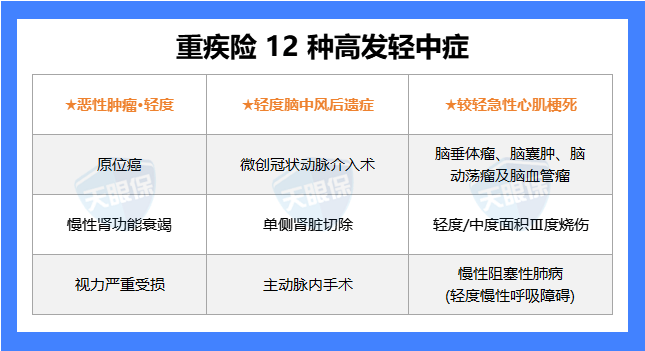 重疾险 12 种高发轻中症
★恶性肿瘤·轻度
★轻度脑中风后遗症
★较轻急性心肌梗死
原位癌
微创冠状动脉介入术
脑垂体瘤、脑囊肿、脑
动荡瘤及脑血管瘤
慢性肾功能衰竭
单侧肾脏切除
轻度/中度面积Ⅲ度烧伤
视力严重受损
主动脉内手术
慢性阻塞性肺病
(轻度慢性呼吸障碍)
天眼保
天眼保
天眼保